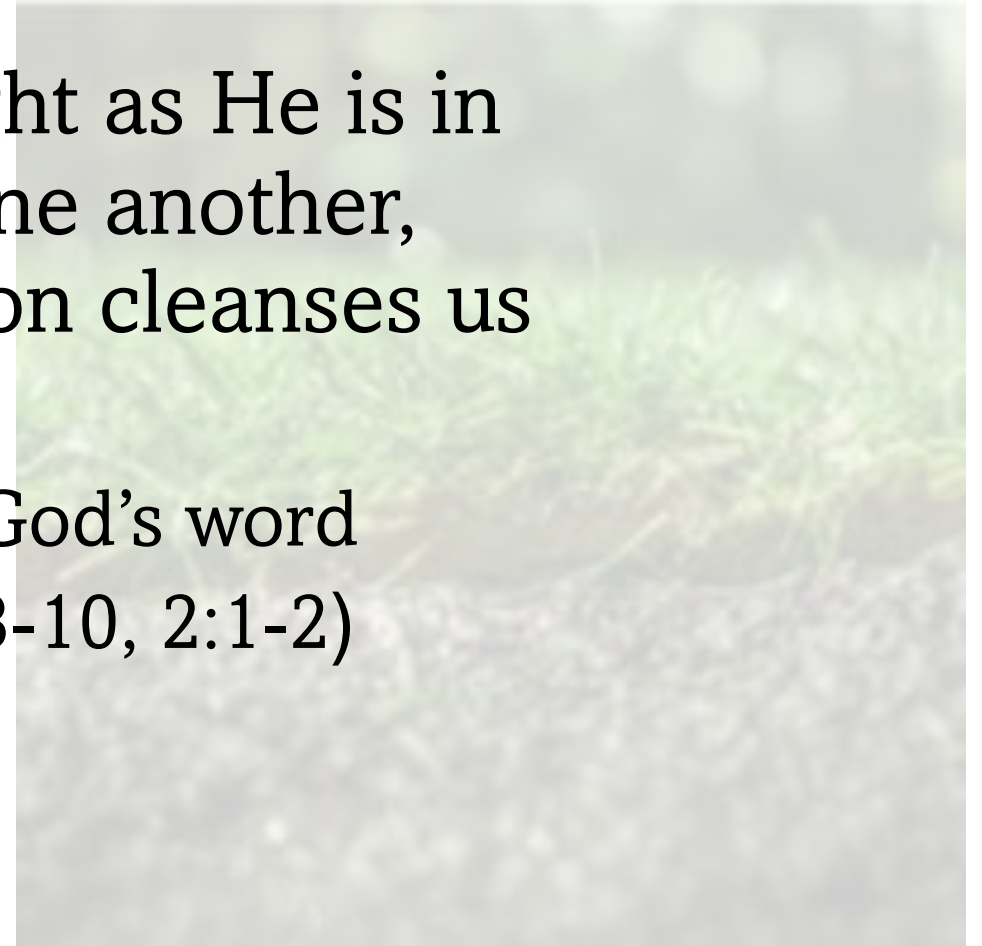 ht as He is in
ne another,
on cleanses us
God’s word
3-10, 2:1-2)